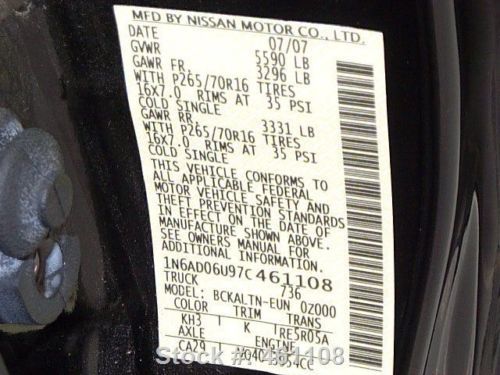 MFD BY NISSAN MOTOR CO., LTD.
DATE 07/07
GVWR 5590 LB
GAWR FR. 3296 LB
WITH P265/70R16 TIRES
16X7.0 RIMS AT 35 PSI
COLD SINGLE
GAWR RR. 3331 LB
WITH P265/70R16 TIRES
16X7.0 RIMS AT 35 PSI
COLD SINGLE
THIS VEHICLE CONFORMS TO
ALL APPLICABLE FEDERAL
MOTOR VEHICLE SAFETY AND
THEFT PREVENTION STANDARDS
IN EFFECT ON THE DATE OF
MANUFACTURE SHOWN ABOVE.
SEE OWNERS MANUAL FOR
ADDITIONAL INFORMATION
1N6AD06U97C461108
TRUCK 736
MODEL: BCKALTN-EUN 0Z000
COLOR TRIM TRANS
KH3 K RE5R05A
AXLE ENGINE
CA29
© Steinway Auto - 461108